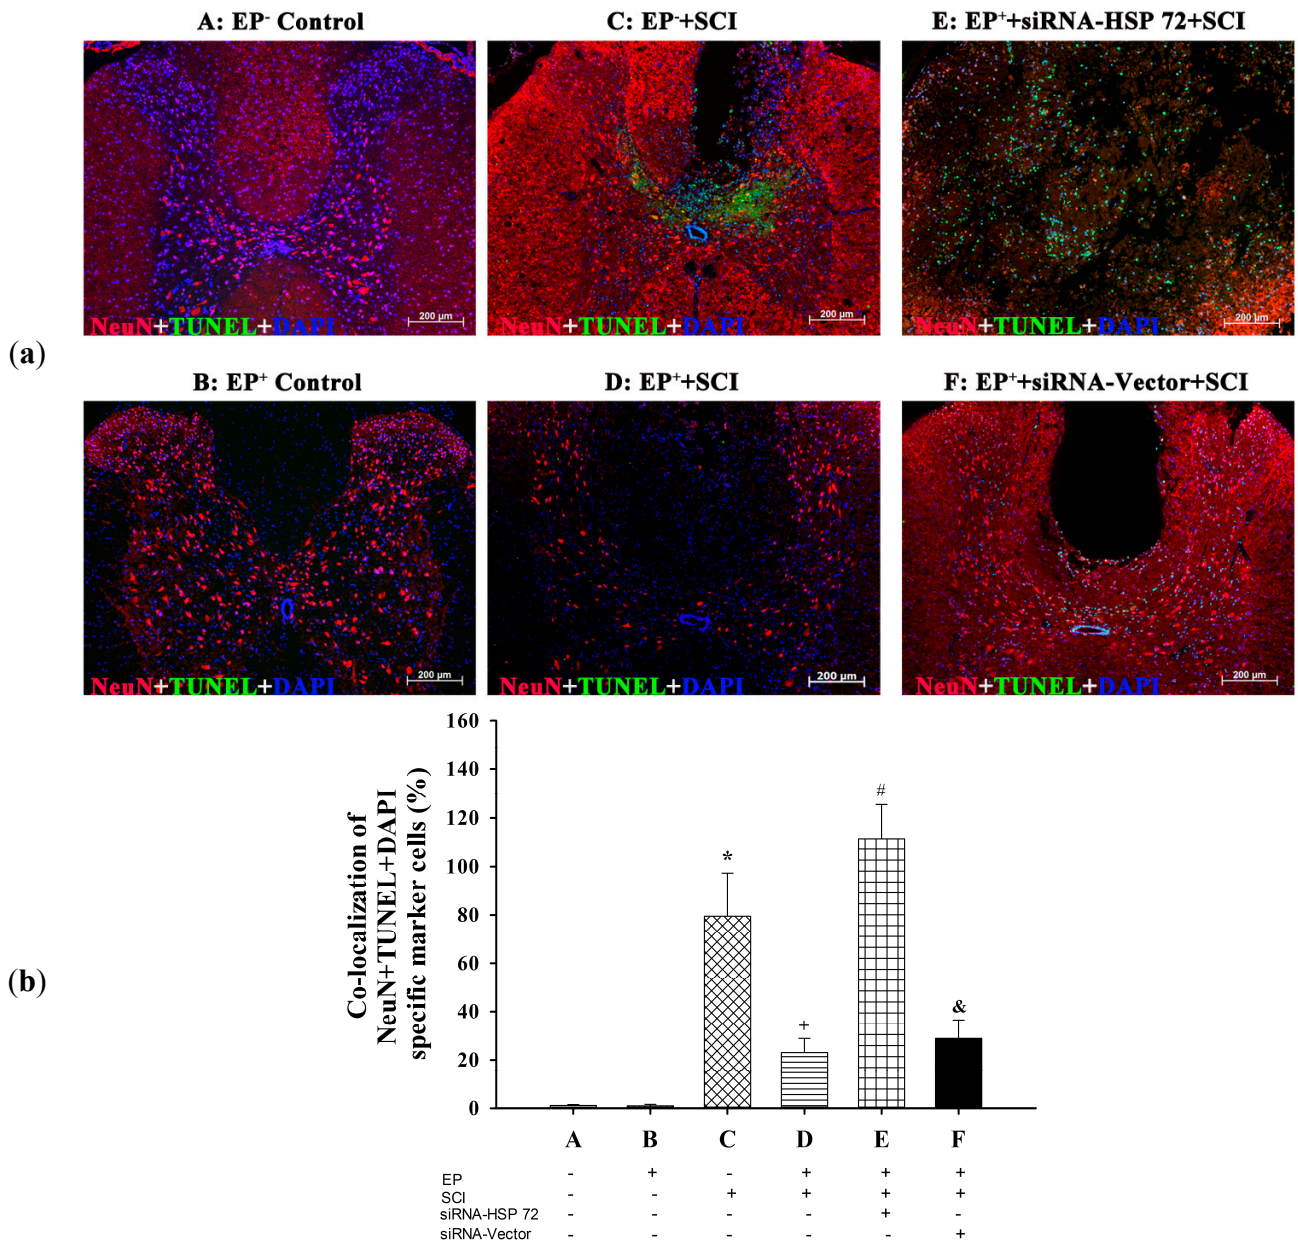 A: EP- Control
C: EP-+SCI
E: EP++siRNA-HSP 72+SCI
NeuN+TUNEL+DAPI
200 µm
NeuN+TUNEL+DAPI
200 µm
NeuN+TUNEL+DAPI
200 µm
(a)
B: EP+ Control
D: EP++SCI
F: EP++siRNA-Vector+SCI
NeuN+TUNEL+DAPI
200 µm
NeuN+TUNEL+DAPI
200 µm
NeuN+TUNEL+DAPI
200 µm
(b)
Co-localization of
NeuN+TUNEL+DAPI
specific marker cells (%)
160
140
120
100
80
60
40
20
0
*
+
#
&
A B C D E F
EP - + - + + +
SCI - - + + + +
siRNA-HSP 72 - - - - + -
siRNA-Vector - - - - - +